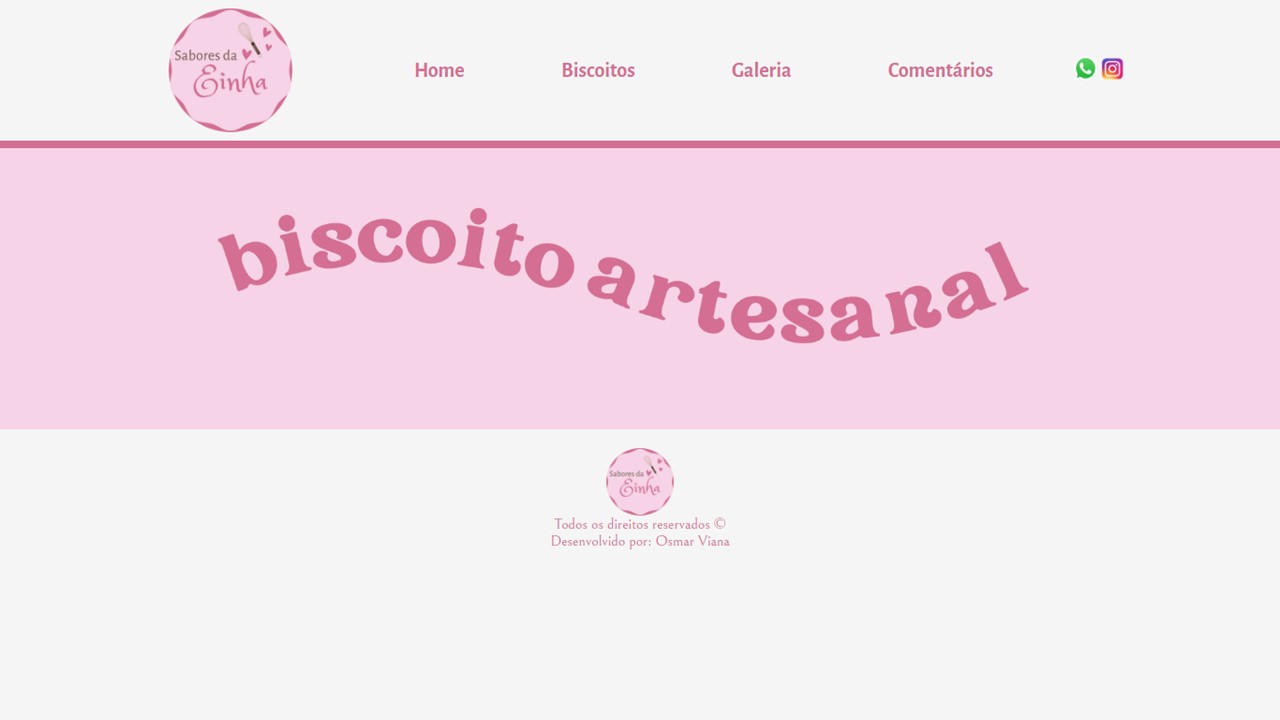 Sabores da
Einha
Home
Biscoitos
Galeria
Comentários
biscoito artesanal
Sabores da
Einha
Todos os direitos reservados ©
Desenvolvido por: Osmar Viana